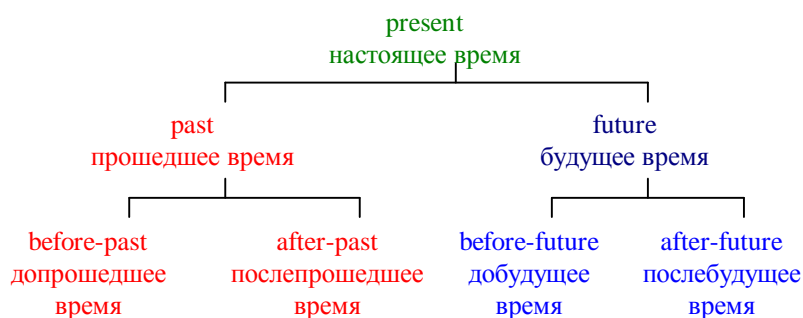 present
настоящее время
past
прошедшее время
future
будущее время
before-past
допрошедшее
время
after-past
послепрошедшее
время
before-future
добудущее
время
after-future
послебудущее
время